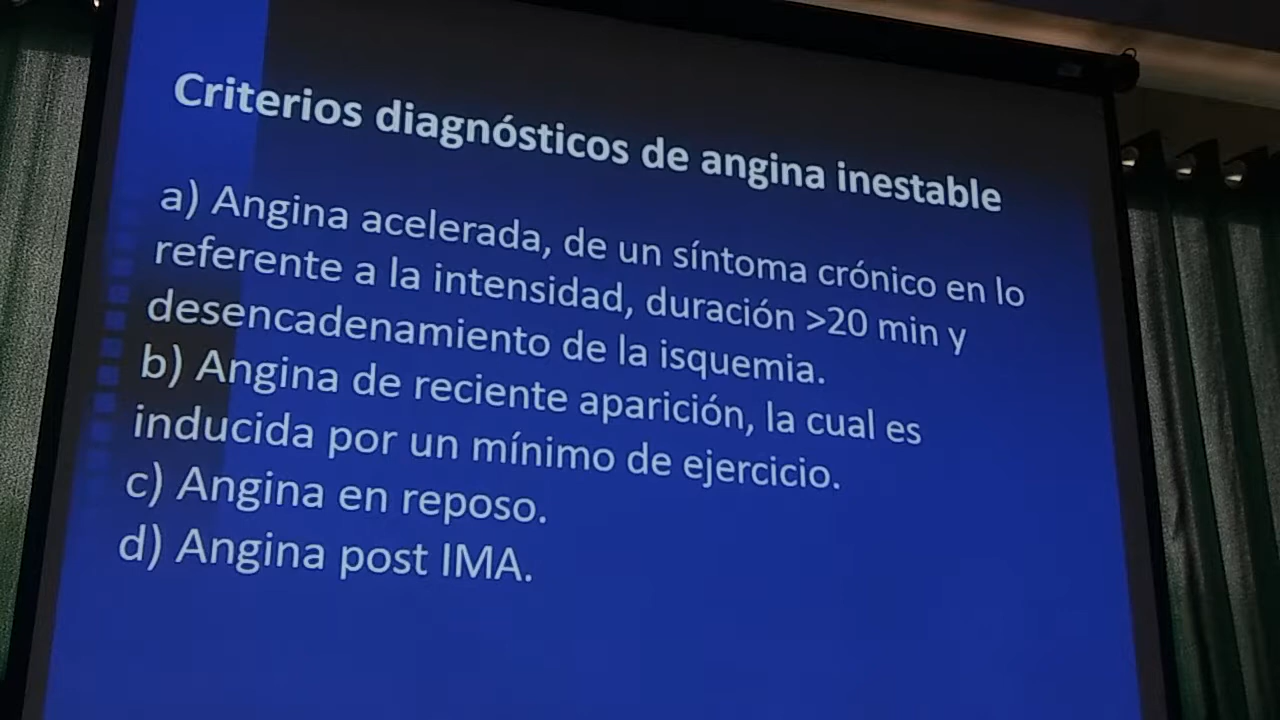 Criterios diagnósticos de angina inestable
a) Angina acelerada, de un síntoma crónico en lo
referente a la intensidad, duración >20 min y
desencadenamiento de la isquemia.
b) Angina de reciente aparición, la cual es
inducida por un mínimo de ejercicio.
c) Angina en reposo.
d) Angina post IMA.